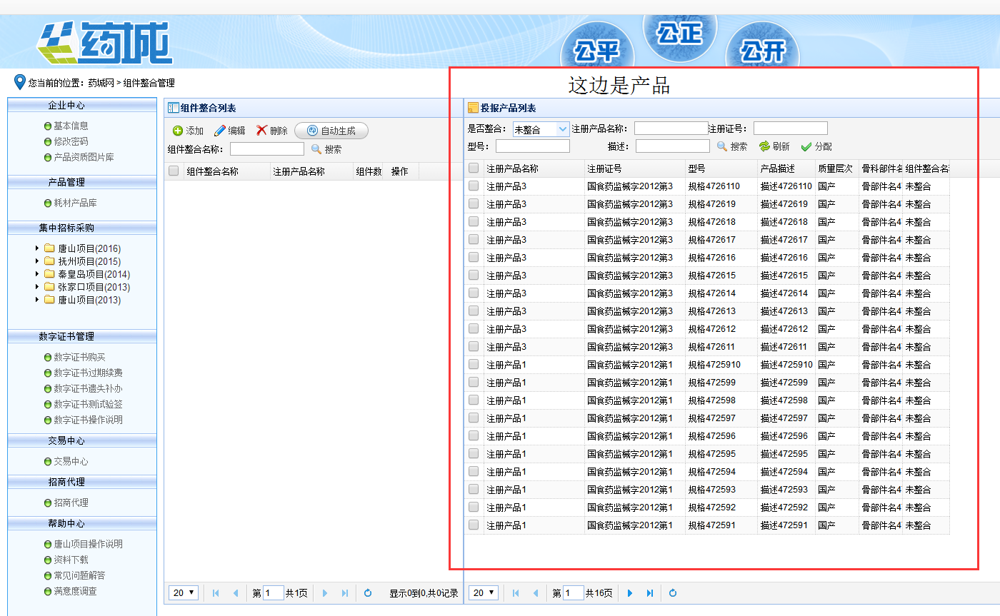 药城
公平
公正
公开
您当前的位置：药城网 > 组件整合管理
这边是产品
企业中心
基本信息
修改密码
产品资质图片库
产品管理
耗材产品库
集中招标采购
唐山项目(2016)
抚州项目(2015)
秦皇岛项目(2014)
张家口项目(2013)
唐山项目(2013)
数字证书管理
数字证书购买
数字证书过期续费
数字证书遗失补办
数字证书测试验签
数字证书操作说明
交易中心
交易中心
招商代理
招商代理
帮助中心
唐山项目操作说明
资料下载
常见问题解答
满意度调查
组件整合列表
添加 编辑 删除 自动生成
组件整合名称： 搜索
组件整合名称 注册产品名称 组件数 操作
20 第 1 共1页 显示0到0,共0记录
投报产品列表
是否整合： 未整合 注册产品名称： 注册证号：
型号： 描述： 搜索 刷新 分配
注册产品名称 注册证号 型号 产品描述 质量层次 骨科部件名 组件整合名
注册产品3 国食药监械字2012第3 规格4726110 描述4726110 国产 骨部件名4 未整合
注册产品3 国食药监械字2012第3 规格472619 描述472619 国产 骨部件名4 未整合
注册产品3 国食药监械字2012第3 规格472618 描述472618 国产 骨部件名4 未整合
注册产品3 国食药监械字2012第3 规格472617 描述472617 国产 骨部件名4 未整合
注册产品3 国食药监械字2012第3 规格472616 描述472616 国产 骨部件名4 未整合
注册产品3 国食药监械字2012第3 规格472615 描述472615 国产 骨部件名4 未整合
注册产品3 国食药监械字2012第3 规格472614 描述472614 国产 骨部件名4 未整合
注册产品3 国食药监械字2012第3 规格472613 描述472613 国产 骨部件名4 未整合
注册产品3 国食药监械字2012第3 规格472612 描述472612 国产 骨部件名4 未整合
注册产品3 国食药监械字2012第3 规格472611 描述472611 国产 骨部件名4 未整合
注册产品1 国食药监械字2012第1 规格4725910 描述4725910 国产 骨部件名4 未整合
注册产品1 国食药监械字2012第1 规格472599 描述472599 国产 骨部件名4 未整合
注册产品1 国食药监械字2012第1 规格472598 描述472598 国产 骨部件名4 未整合
注册产品1 国食药监械字2012第1 规格472597 描述472597 国产 骨部件名4 未整合
注册产品1 国食药监械字2012第1 规格472596 描述472596 国产 骨部件名4 未整合
注册产品1 国食药监械字2012第1 规格472595 描述472595 国产 骨部件名4 未整合
注册产品1 国食药监械字2012第1 规格472594 描述472594 国产 骨部件名4 未整合
注册产品1 国食药监械字2012第1 规格472593 描述472593 国产 骨部件名4 未整合
注册产品1 国食药监械字2012第1 规格472592 描述472592 国产 骨部件名4 未整合
注册产品1 国食药监械字2012第1 规格472591 描述472591 国产 骨部件名4 未整合
20 第 1 共16页